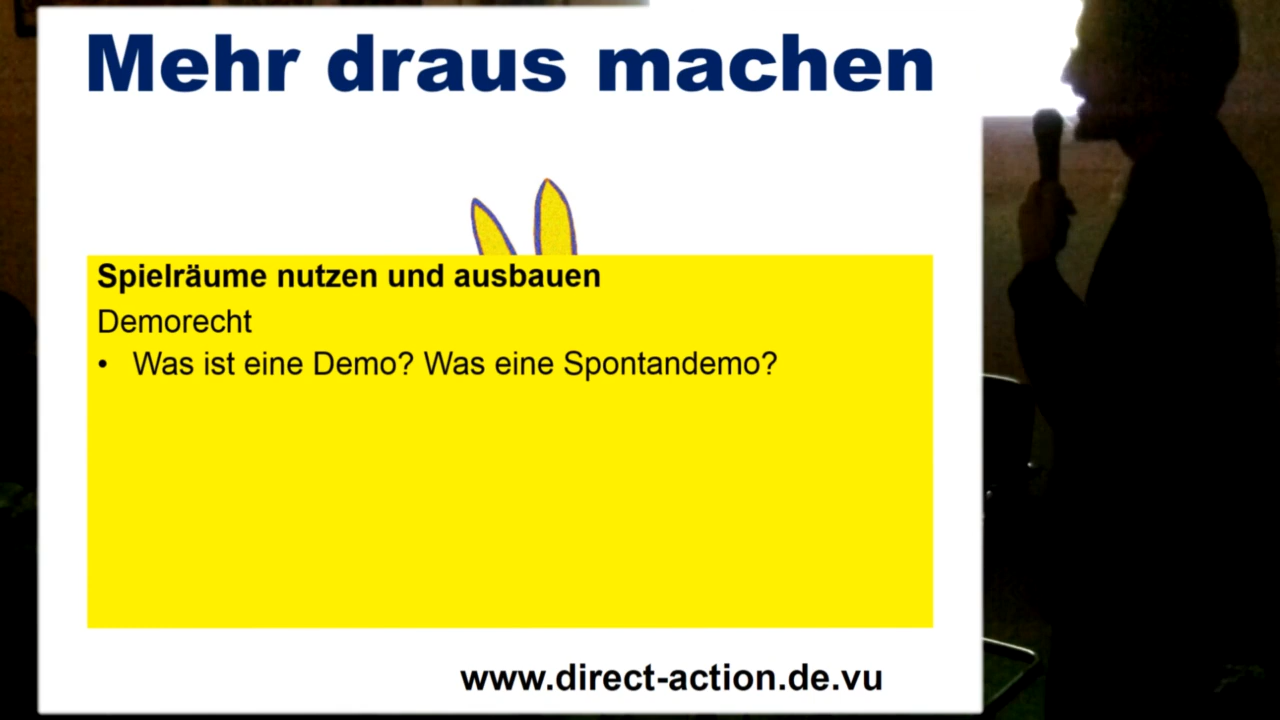 Mehr draus machen
Spielräume nutzen und ausbauen
Demorecht
• Was ist eine Demo? Was eine Spontandemo?
www.direct-action.de.vu